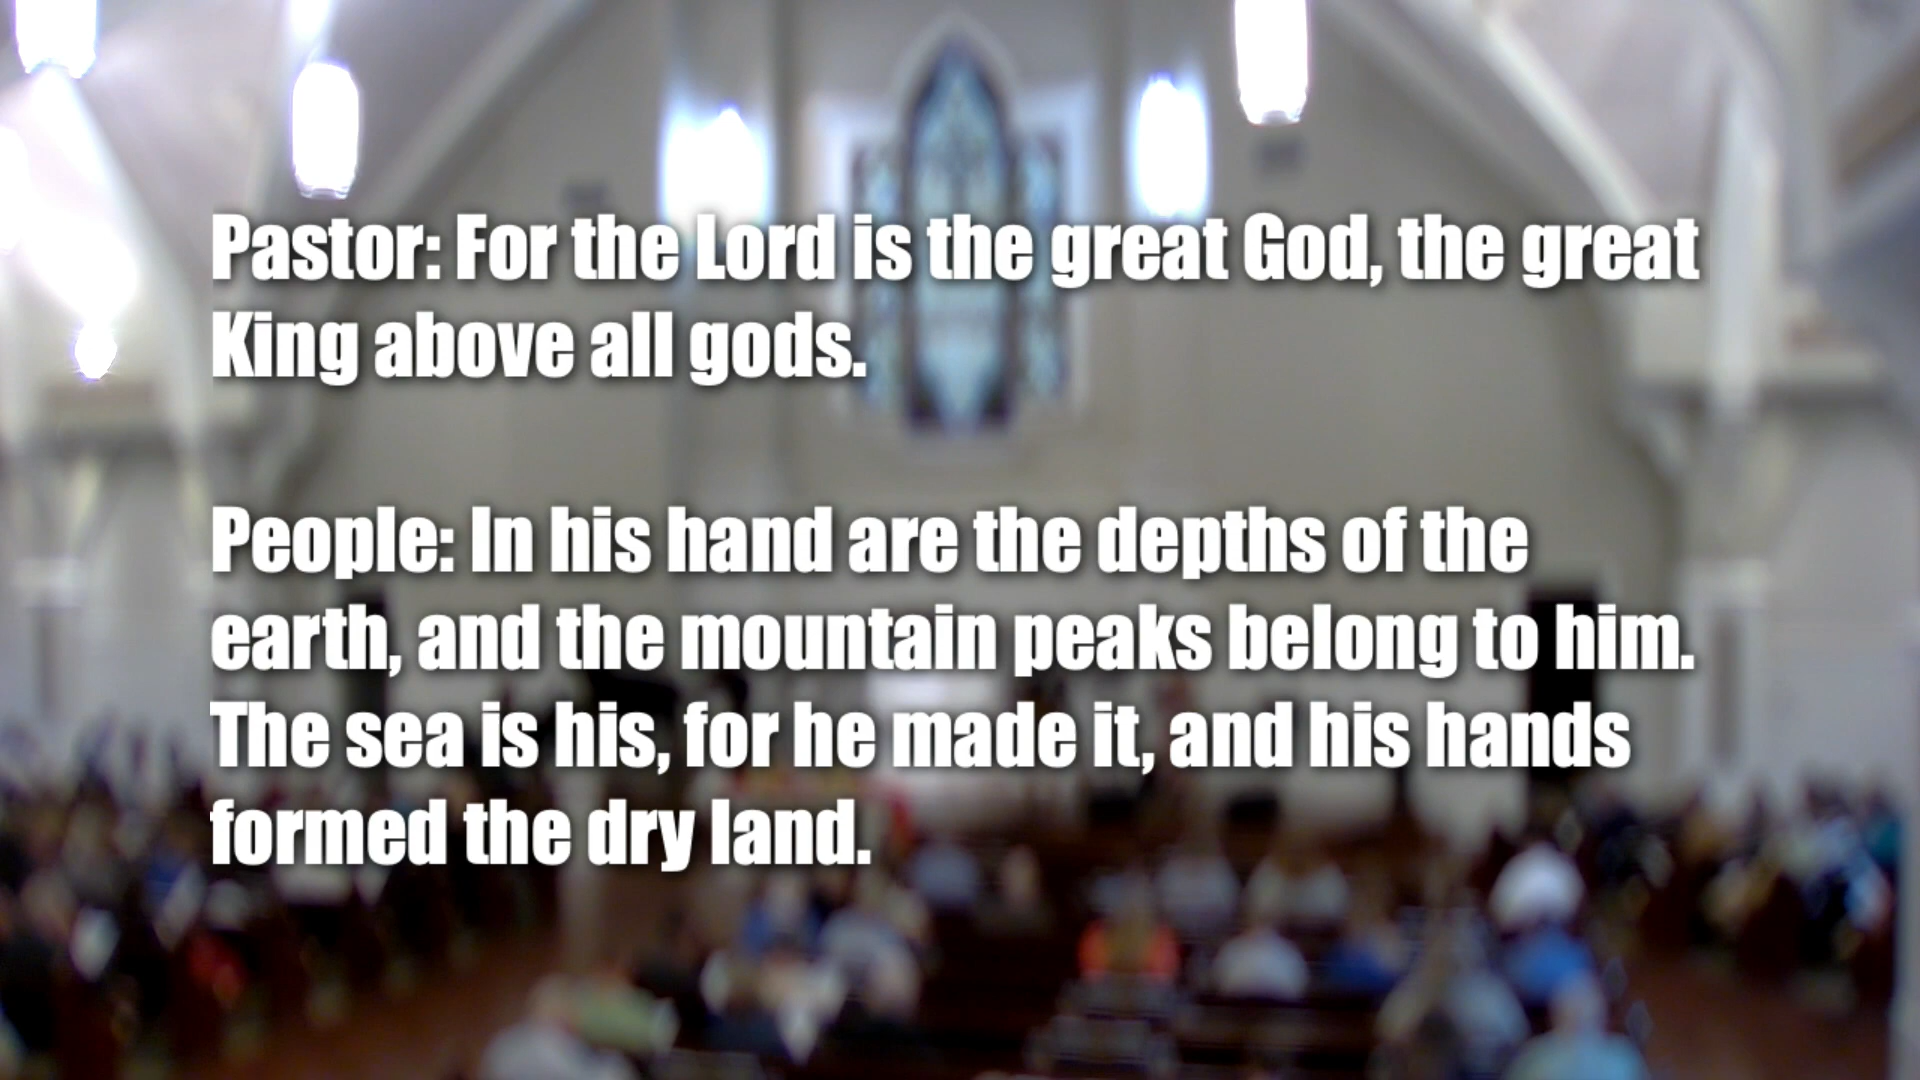 Pastor: For the Lord is the great God, the great
King above all gods.
People: In his hand are the depths of the
earth, and the mountain peaks belong to him.
The sea is his, for he made it, and his hands
formed the dry land.